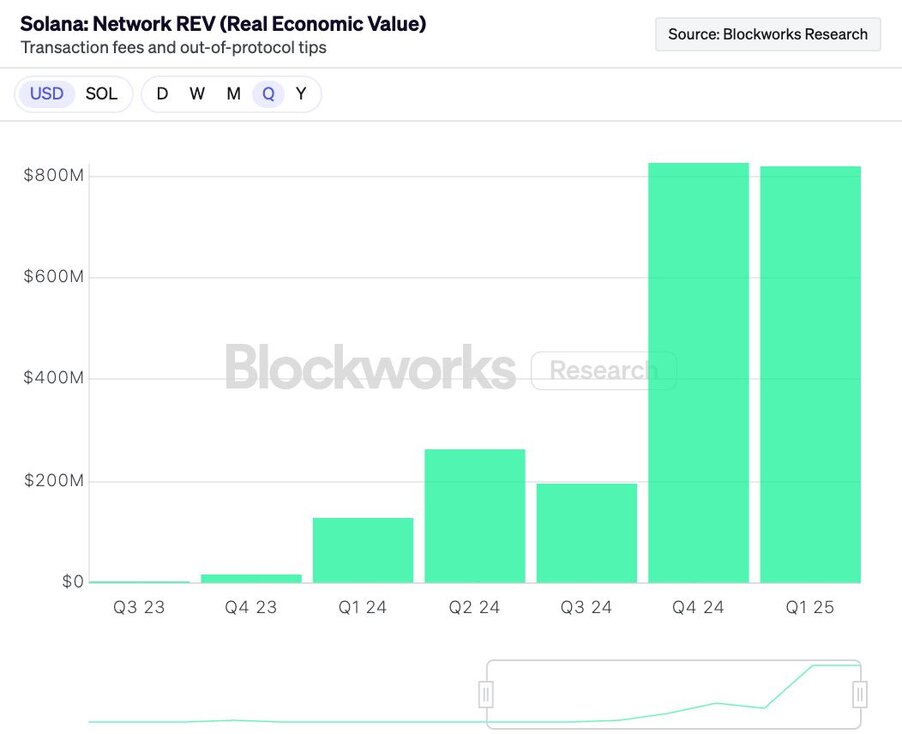 Solana: Network REV (Real Economic Value)
Transaction fees and out-of-protocol tips
Source: Blockworks Research
USD SOL D W M Q Y
$800M
$600M
$400M
$200M
$0
Blockworks Research
Q3 23 Q4 23 Q1 24 Q2 24 Q3 24 Q4 24 Q1 25